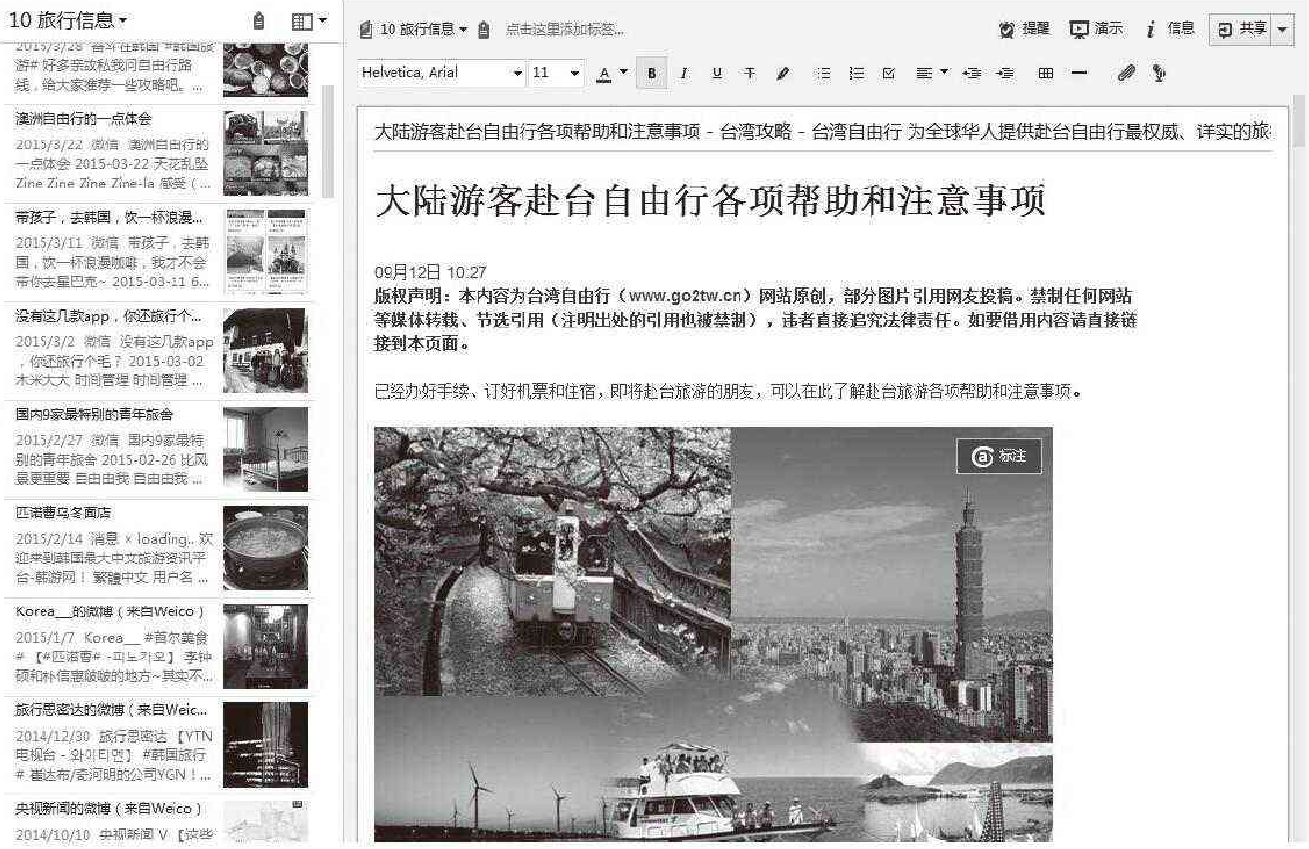 10 旅行信息
2015/3/28 奋斗在韩国 #韩国旅
游# 好多亲故私我问自由行路
线，给大家推荐一些攻略吧。...
澳洲自由行的一点体会
2015/3/22 微信 澳洲自由行的
一点体会 2015-03-22 天花乱坠
Zine Zine Zine Zine-la 感受（...
带孩子，去韩国，饮一杯浪漫...
2015/3/11 微信 带孩子，去韩
国，饮一杯浪漫咖啡，我才不会
带你去星巴克~ 2015-03-11 6...
没有这几款app，你还旅行个...
2015/3/2 微信 没有这几款app
，你还旅行个毛？ 2015-03-02
木米大大 时间管理 时间管理 ...
国内9家最特别的青年旅舍
2015/2/27 微信 国内9家最特
别的青年旅舍 2015-02-26 比风
景更重要 自由由我 自由由我 ...
匹诺曹乌冬面店
2015/2/14 消息 x loading.. 欢
迎来到韩国最大中文旅游资讯平
台-韩游网！ 繁體中文 用户名 ...
Korea__的微博（来自Weico）
2015/1/7 Korea__ #首尔美食
# 【#匹诺曹# -피노키오】 李钟
硕和朴信惠啵啵的地方~其实不...
旅行思密达的微博（来自Weic...
2014/12/30 旅行思密达 【YTN
电视台 - 와이티엔】 #韩国旅行
# 崔达布/奇河明的公司YGN！...
央视新闻的微博（来自Weico）
2014/10/10 央视新闻 V 【这些
10 旅行信息 点击这里添加标签... 提醒 演示 信息 共享
Helvetica, Arial 11 A B I U T
大陆游客赴台自由行各项帮助和注意事项 - 台湾攻略 - 台湾自由行 为全球华人提供赴台自由行最权威、详实的旅
大陆游客赴台自由行各项帮助和注意事项
09月12日 10:27
版权声明：本内容为台湾自由行（www.go2tw.cn）网站原创，部分图片引用网友投稿。禁制任何网站
等媒体转载、节选引用（注明出处的引用也被禁制），违者直接追究法律责任。如要借用内容请直接链
接到本页面。
已经办好手续、订好机票和住宿，即将赴台旅游的朋友，可以在此了解赴台旅游各项帮助和注意事项。
a 标注